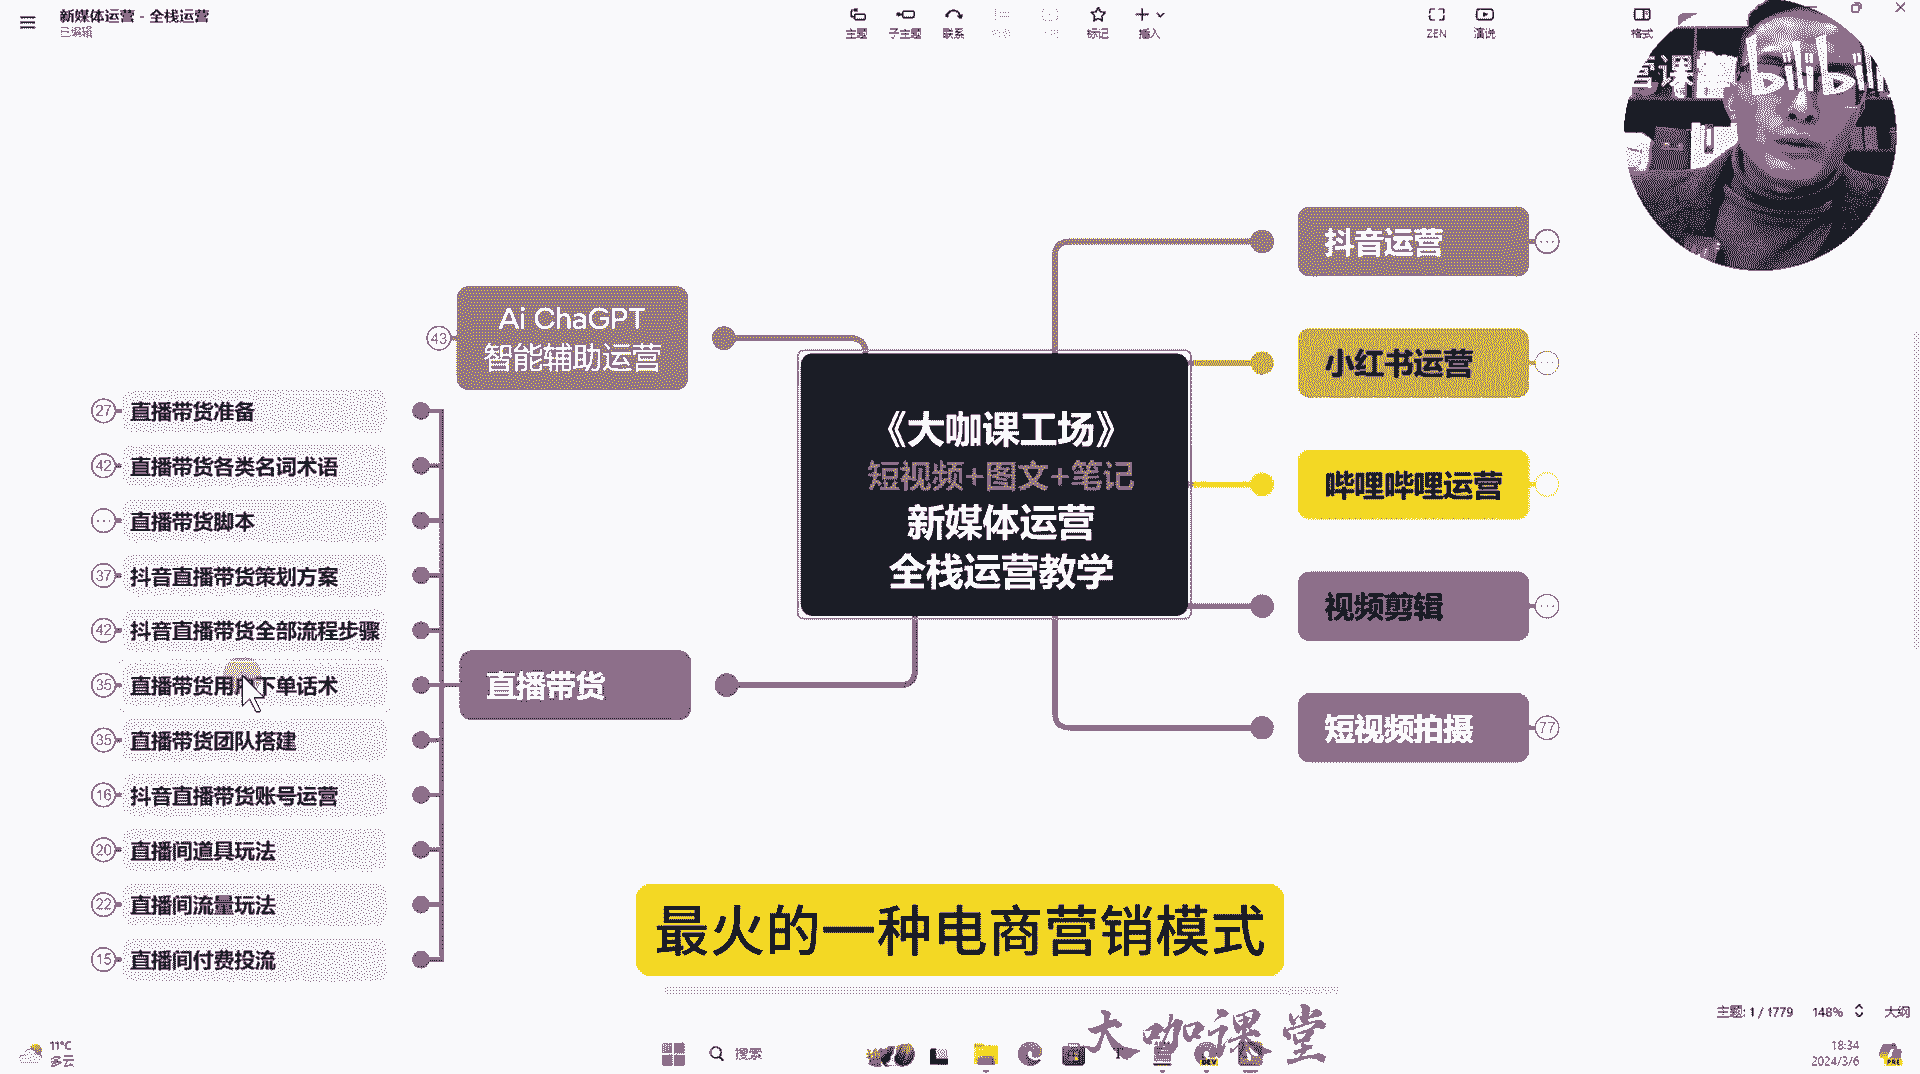 新媒体运营 - 全栈运营
已编辑
主题
子主题
联系
标记
插入
ZEN
演说
格式
营课堂
bilibili
抖音运营
小红书运营
哔哩哔哩运营
视频剪辑
短视频拍摄
77
《大咖课工场》
短视频+图文+笔记
新媒体运营
全栈运营教学
43
Ai ChaGPT
智能辅助运营
直播带货
27 直播带货准备
42 直播带货各类名词术语
直播带货脚本
37 抖音直播带货策划方案
42 抖音直播带货全部流程步骤
35 直播带货用户下单话术
35 直播带货团队搭建
16 抖音直播带货账号运营
20 直播间道具玩法
22 直播间流量玩法
15 直播间付费投流
最火的一种电商营销模式
大咖课堂
主题: 1 / 1779
148%
大纲
11°C
多云
搜索
18:34
2024/3/6